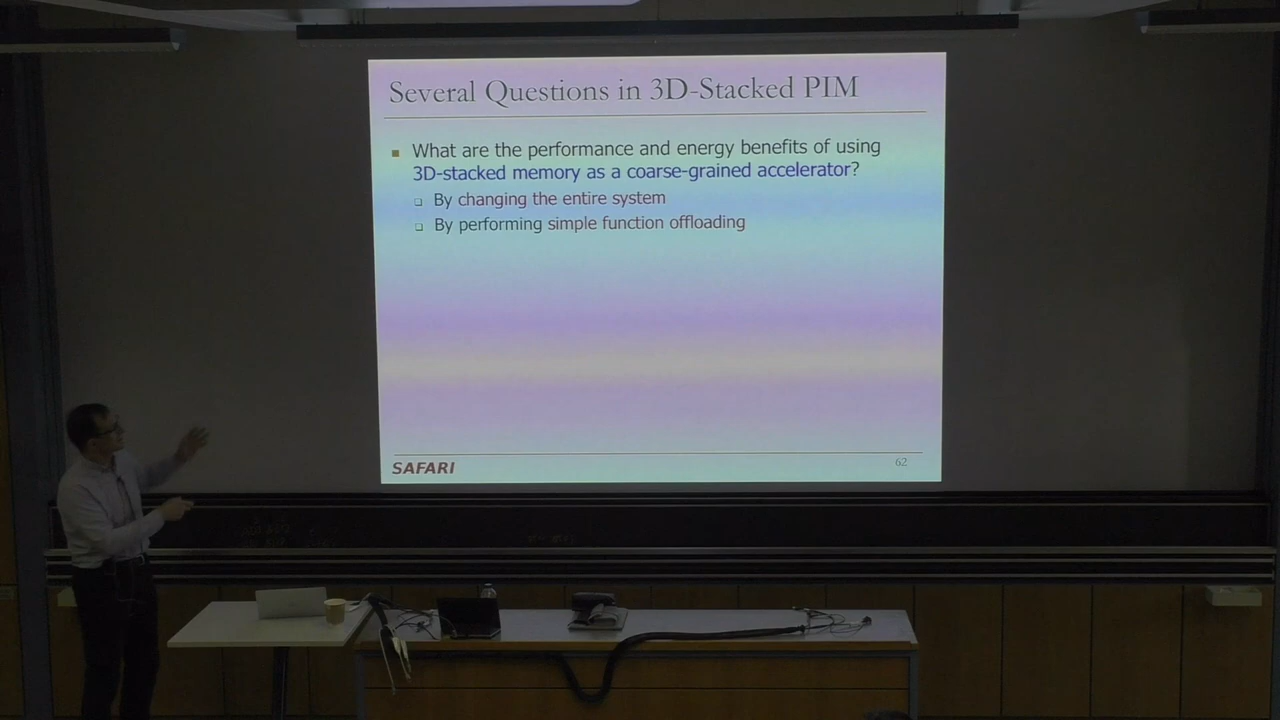 Several Questions in 3D-Stacked PIM
What are the performance and energy benefits of using
3D-stacked memory as a coarse-grained accelerator?
By changing the entire system
By performing simple function offloading
SAFARI
62